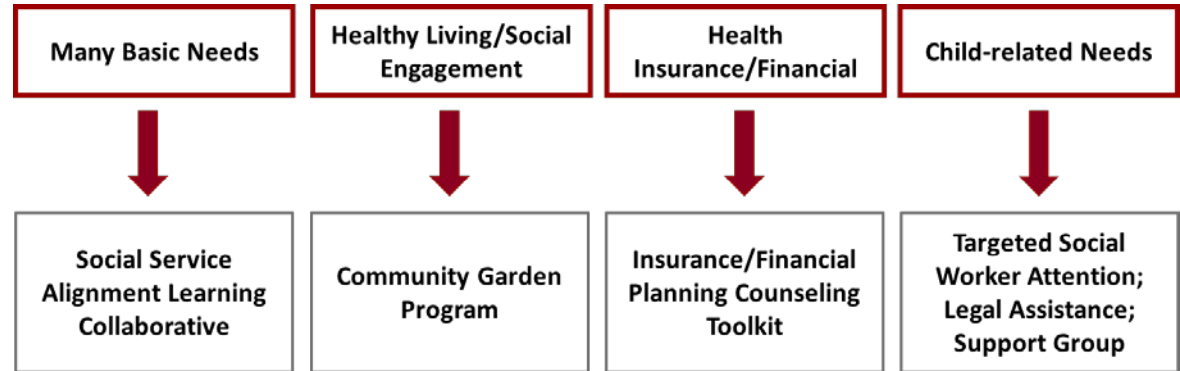 Many Basic Needs
Healthy Living/Social
Engagement
Health
Insurance/Financial
Child-related Needs
Social Service
Alignment Learning
Collaborative
Community Garden
Program
Insurance/Financial
Planning Counseling
Toolkit
Targeted Social
Worker Attention;
Legal Assistance;
Support Group